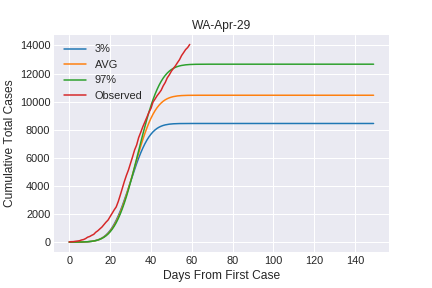 WA-Apr-29
Cumulative Total Cases
14000
12000
10000
8000
6000
4000
2000
0
3%
AVG
97%
Observed
0 20 40 60 80 100 120 140
Days From First Case